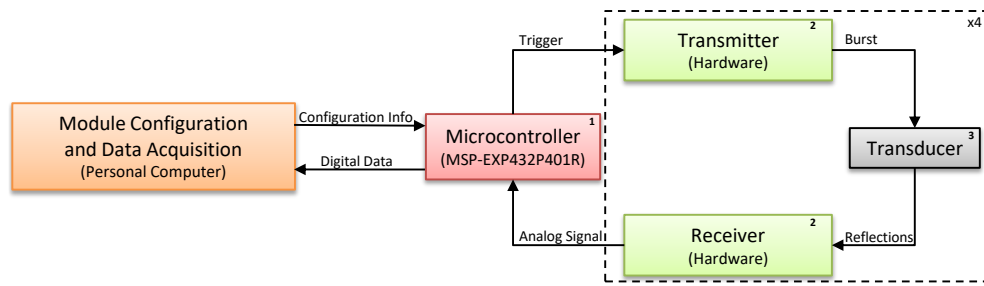 x4
2
Transmitter
(Hardware)
Trigger
Burst
Module Configuration
and Data Acquisition
(Personal Computer)
Configuration Info
Digital Data
1
Microcontroller
(MSP-EXP432P401R)
3
Transducer
Analog Signal
2
Receiver
(Hardware)
Reflections